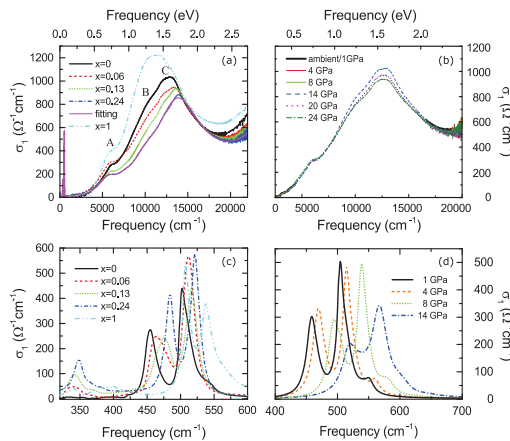 Frequency (eV)
0.0 0.5 1.0 1.5 2.0 2.5
σ₁ (Ω⁻¹cm⁻¹)
1200
1000
800
600
400
200
0
x=0
x=0.06
x=0.13
x=0.24
fitting
x=1
A
B
C
(a)
0 5000 10000 15000 20000
Frequency (cm⁻¹)
Frequency (eV)
0.5 1.0 1.5 2.0 2.5
ambient/1GPa
4 GPa
8 GPa
14 GPa
20 GPa
24 GPa
(b)
1200
1000
800
600
400
200
0
σ₁ (Ω⁻¹cm⁻¹)
0 5000 10000 15000 20000
Frequency (cm⁻¹)
σ₁ (Ω⁻¹cm⁻¹)
600
500
400
300
200
100
0
x=0
x=0.06
x=0.13
x=0.24
x=1
(c)
350 400 450 500 550 600
Frequency (cm⁻¹)
(d)
1 GPa
4 GPa
8 GPa
14 GPa
500
400
300
200
100
0
σ₁ (Ω⁻¹cm⁻¹)
400 500 600 700
Frequency (cm⁻¹)